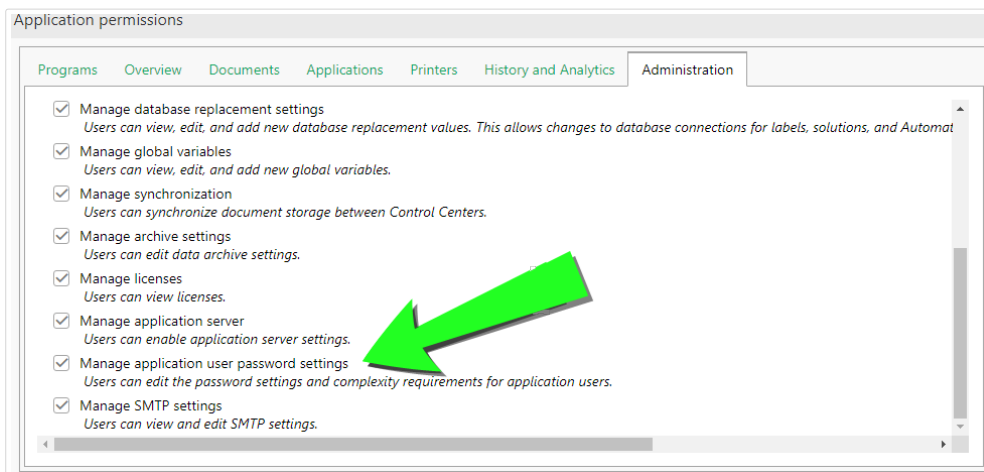 Application permissions
Programs Overview Documents Applications Printers History and Analytics Administration
Manage database replacement settings
Users can view, edit, and add new database replacement values. This allows changes to database connections for labels, solutions, and Automat
Manage global variables
Users can view, edit, and add new global variables.
Manage synchronization
Users can synchronize document storage between Control Centers.
Manage archive settings
Users can edit data archive settings.
Manage licenses
Users can view licenses.
Manage application server
Users can enable application server settings.
Manage application user password settings
Users can edit the password settings and complexity requirements for application users.
Manage SMTP settings
Users can view and edit SMTP settings.